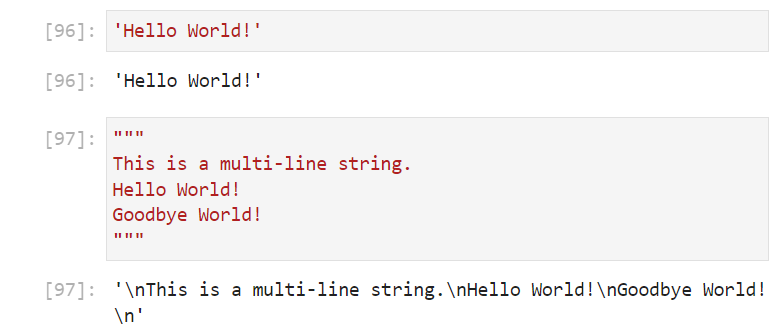 [96]: 'Hello World!'
[96]: 'Hello World!'
[97]: """
This is a multi-line string.
Hello World!
Goodbye World!
"""
[97]: '\nThis is a multi-line string.\nHello World!\nGoodbye World!
\n'